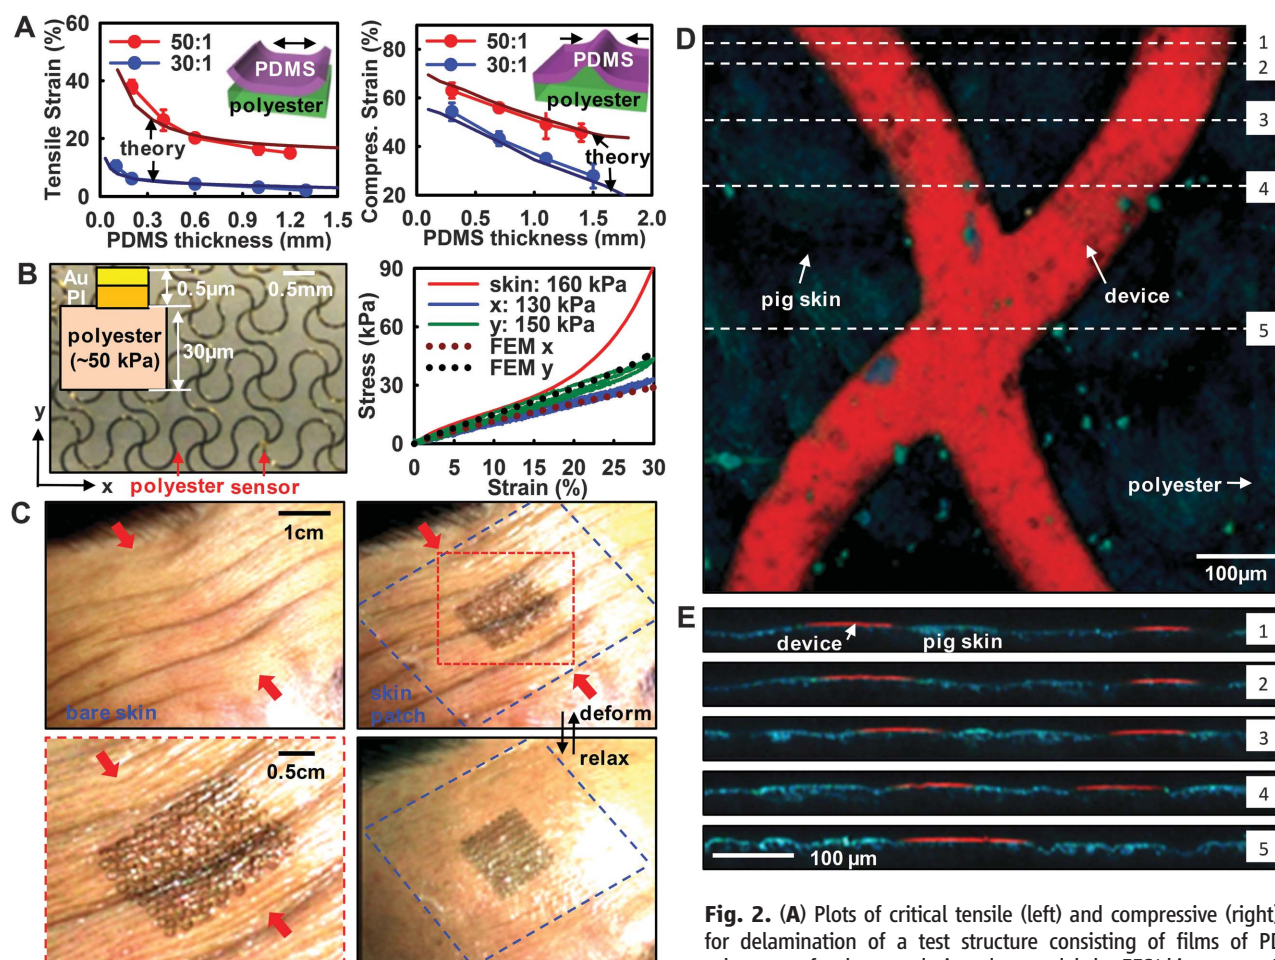 A
Tensile Strain (%)
60
40
20
0
50:1
30:1
PDMS
polyester
theory
0.0 0.3 0.6 0.9 1.2 1.5
PDMS thickness (mm)
Compres. Strain (%)
80
60
40
20
50:1
30:1
PDMS
polyester
theory
0.0 0.5 1.0 1.5 2.0
PDMS thickness (mm)
B
Au
PI
0.5μm
0.5mm
polyester
(~50 kPa)
30μm
y
x
polyester sensor
Stress (kPa)
90
60
30
0
skin: 160 kPa
x: 130 kPa
y: 150 kPa
FEM x
FEM y
0 5 10 15 20 25 30
Strain (%)
C
1cm
bare skin
skin
patch
deform
relax
0.5cm
D
1
2
3
4
5
pig skin
device
polyester
100μm
E
device
pig skin
1
2
3
4
5
100 μm
Fig. 2. (A) Plots of critical tensile (left) and compressive (right)
for delamination of a test structure consisting of films of PD